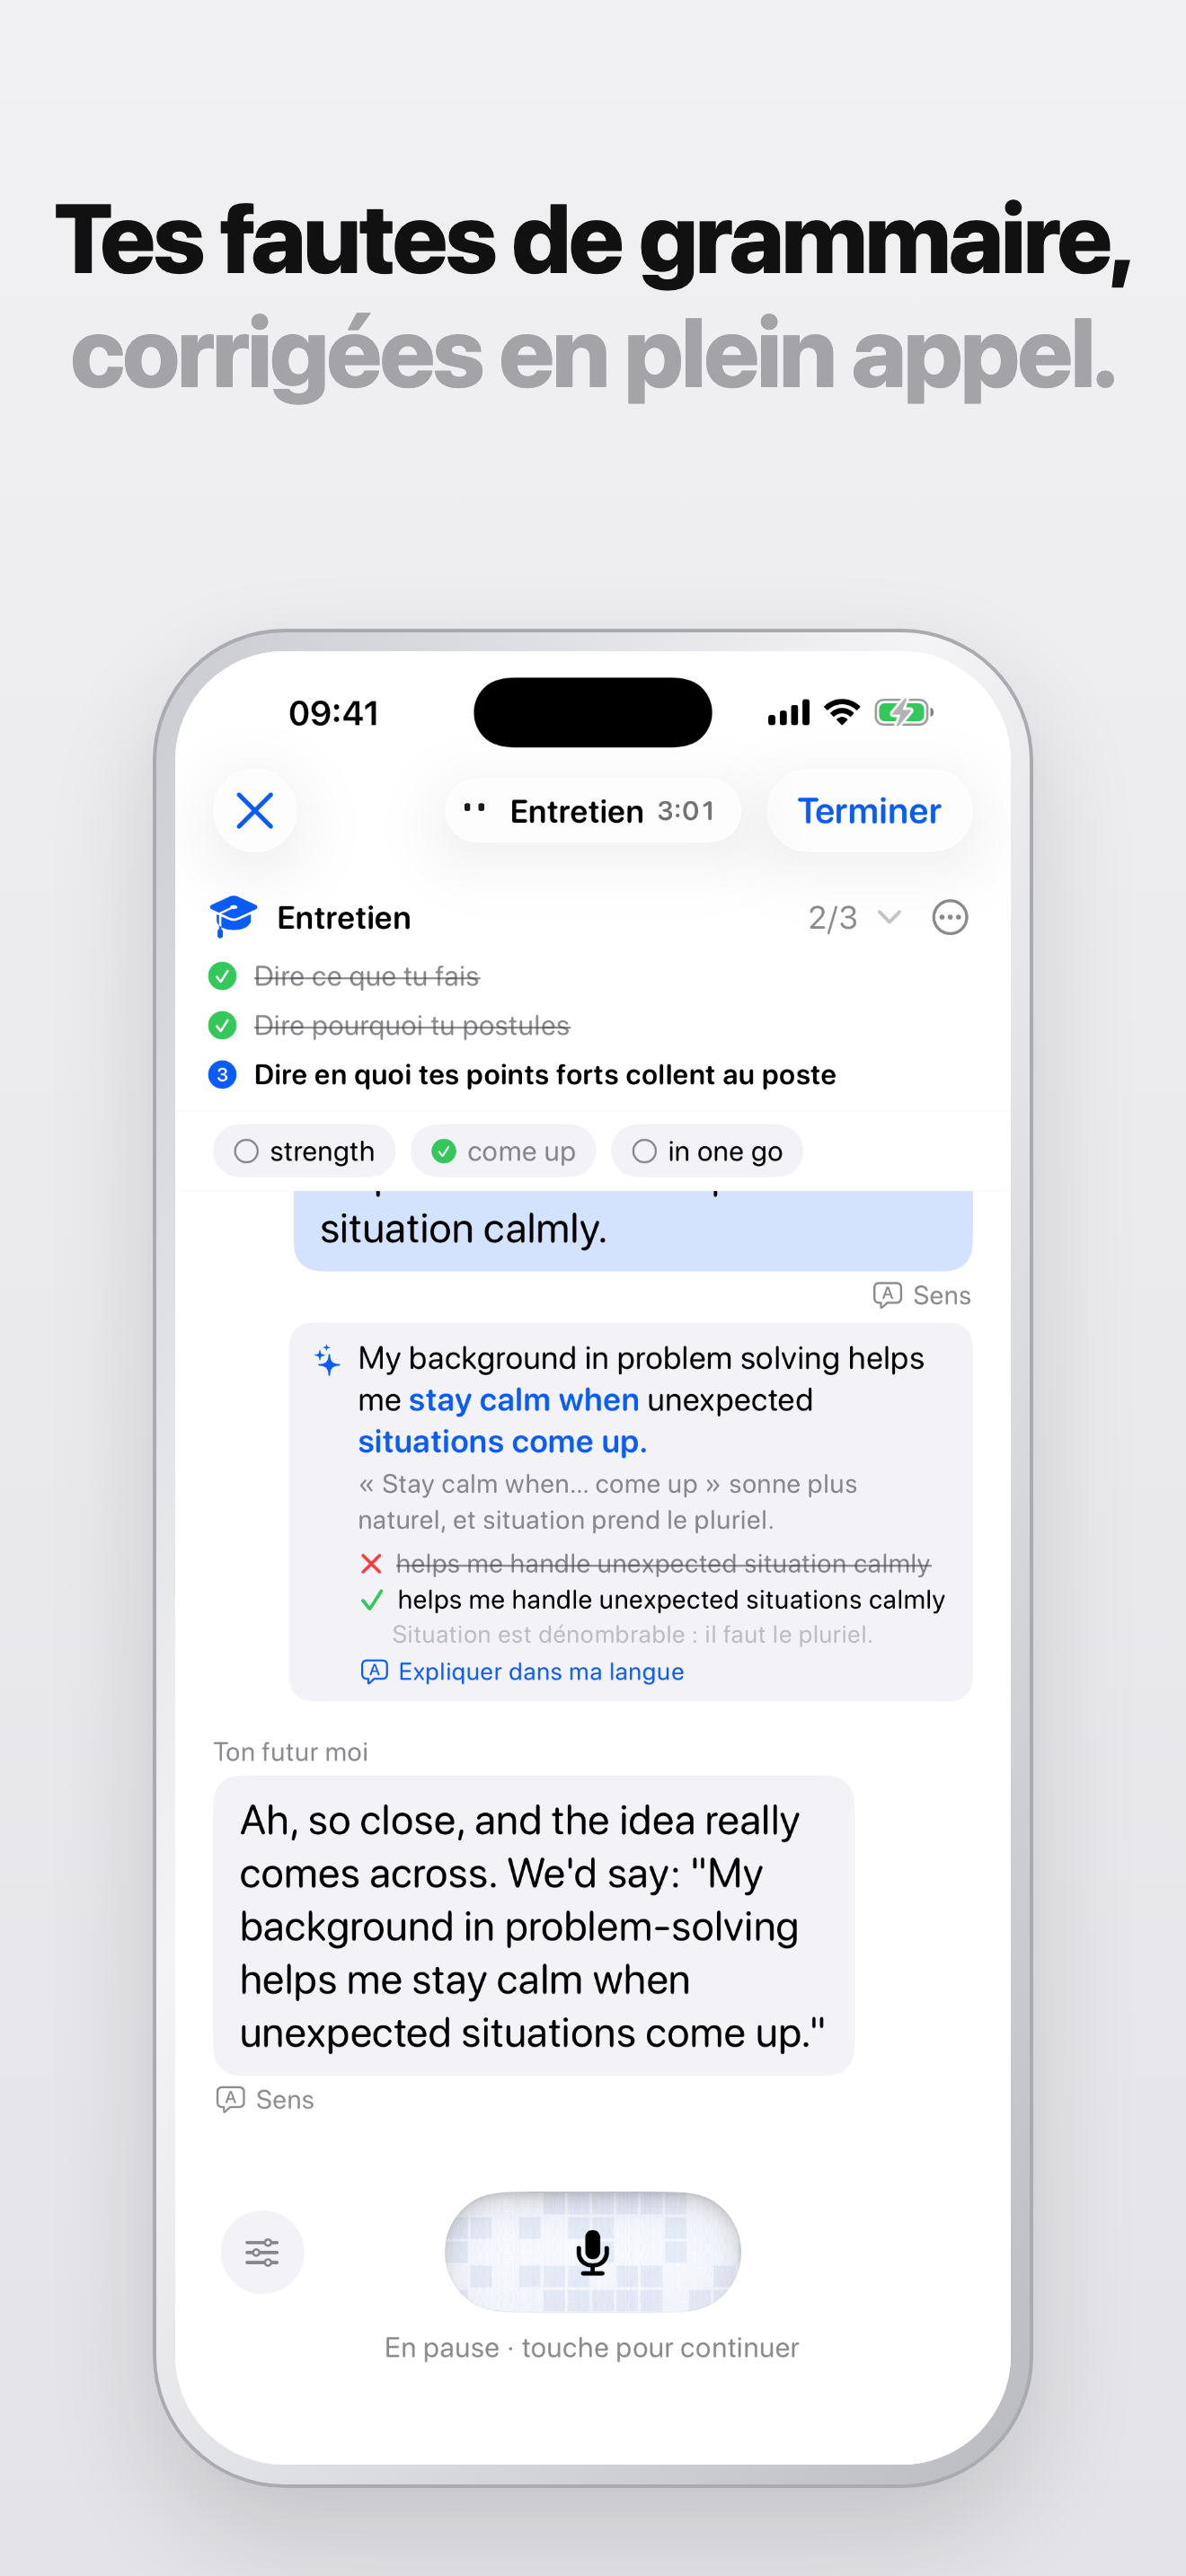 Tes fautes de grammaire,
corrigées en plein appel.
09:41
Entretien 3:01
Terminer
Entretien
2/3
Dire ce que tu fais
Dire pourquoi tu postules
3 Dire en quoi tes points forts collent au poste
strength
come up
in one go
situation calmly.
A Sens
My background in problem solving helps
me stay calm when unexpected
situations come up.
« Stay calm when... come up » sonne plus
naturel, et situation prend le pluriel.
helps me handle unexpected situation calmly
helps me handle unexpected situations calmly
Situation est dénombrable : il faut le pluriel.
A Expliquer dans ma langue
Ton futur moi
Ah, so close, and the idea really
comes across. We'd say: "My
background in problem-solving
helps me stay calm when
unexpected situations come up."
A Sens
En pause · touche pour continuer